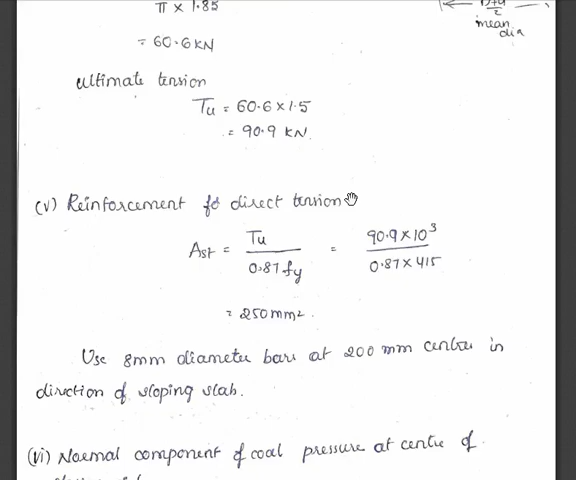 π × 1.85
mean
dia
= 60.6 KN
ultimate tension
Tu = 60.6 × 1.5
= 90.9 KN
(v) Reinforcement for direct tension
Ast = Tu / 0.87 fy = 90.9 × 10³ / 0.87 × 415
= 250 mm².
Use 8mm diameter bars at 200 mm centre in
direction of sloping slab.
(vi) Normal component of coal pressure at centre of